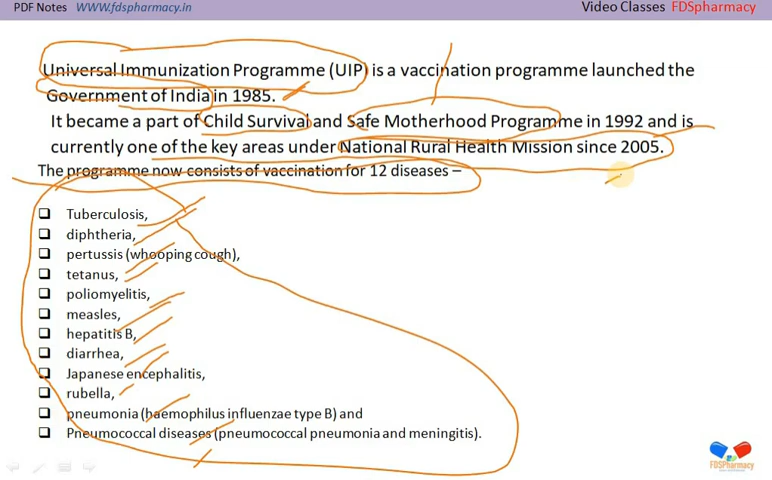 PDF Notes WWW.fdspharmacy.in
Video Classes FDSpharmacy
Universal Immunization Programme (UIP) is a vaccination programme launched the
Government of India in 1985.
It became a part of Child Survival and Safe Motherhood Programme in 1992 and is
currently one of the key areas under National Rural Health Mission since 2005.
The programme now consists of vaccination for 12 diseases –
Tuberculosis,
diphtheria,
pertussis (whooping cough),
tetanus,
poliomyelitis,
measles,
hepatitis B,
diarrhea,
Japanese encephalitis,
rubella,
pneumonia (haemophilus influenzae type B) and
Pneumococcal diseases (pneumococcal pneumonia and meningitis).
FDSPharmacy